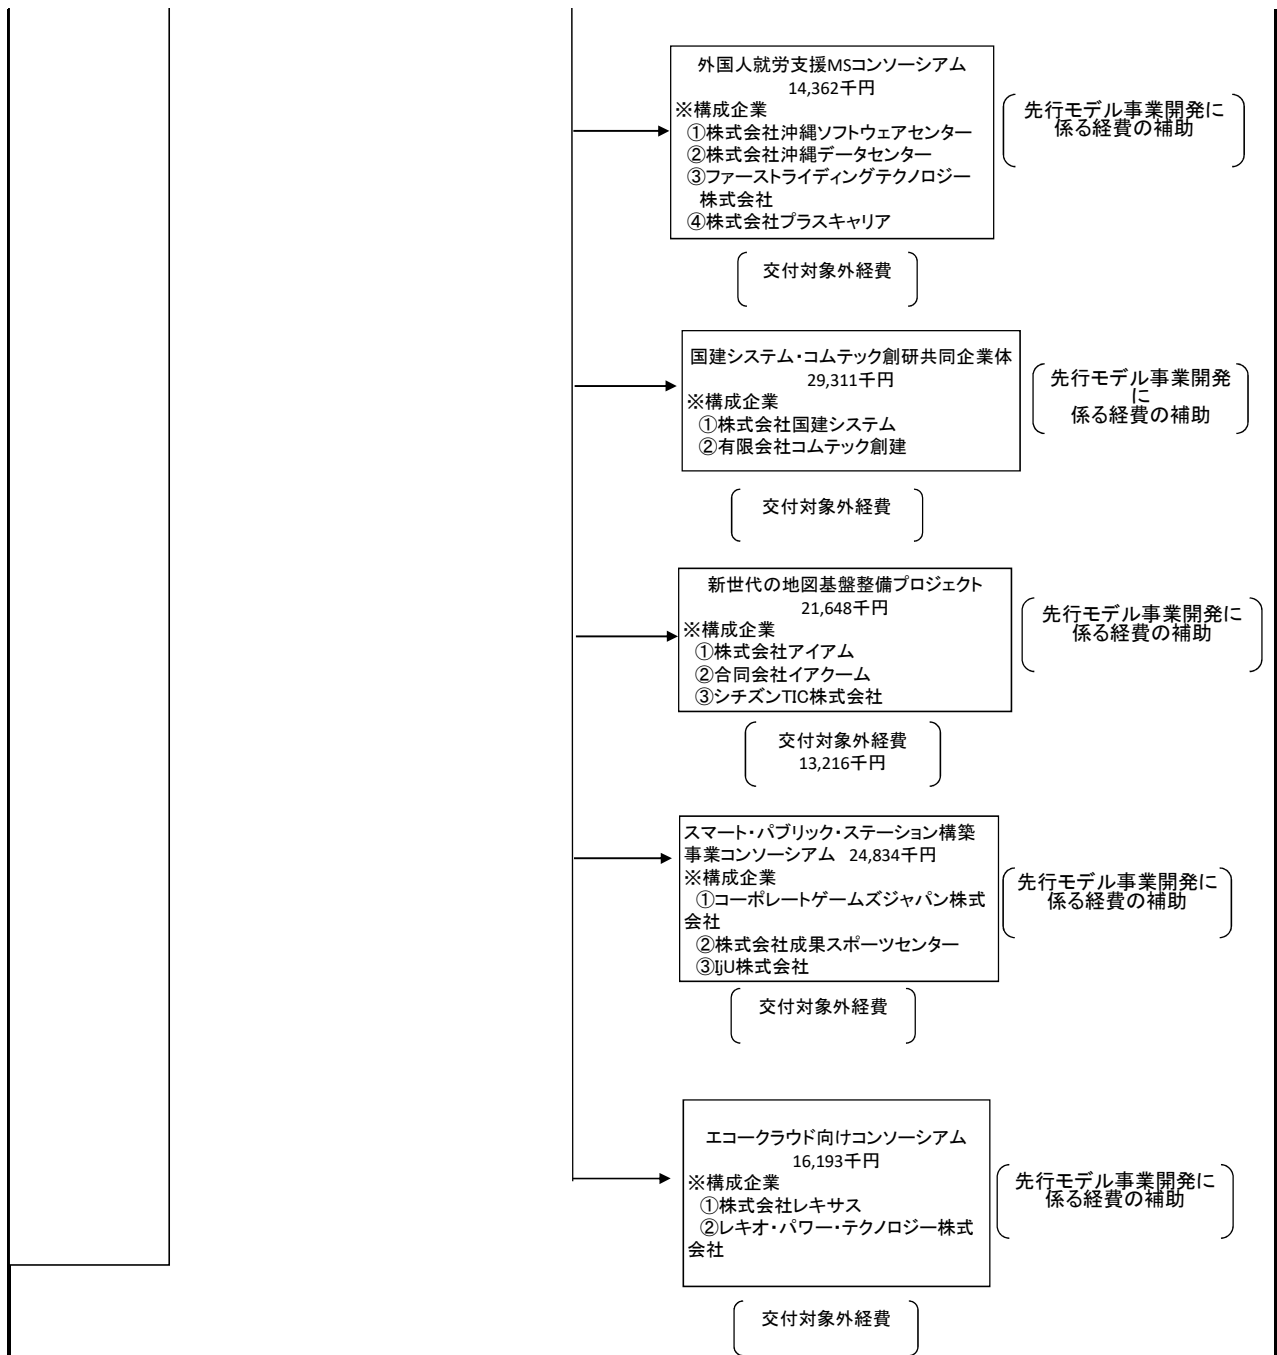 外国人就労支援MSコンソーシアム
14,362千円
※構成企業
①株式会社沖縄ソフトウェアセンター
②株式会社沖縄データセンター
③ファーストライディングテクノロジー
株式会社
④株式会社プラスキャリア
先行モデル事業開発に
係る経費の補助
交付対象外経費
国建システム・コムテック創研共同企業体
29,311千円
※構成企業
①株式会社国建システム
②有限会社コムテック創建
先行モデル事業開発
に
係る経費の補助
交付対象外経費
新世代の地図基盤整備プロジェクト
21,648千円
※構成企業
①株式会社アイアム
②合同会社イアクーム
③シチズンTIC株式会社
先行モデル事業開発に
係る経費の補助
交付対象外経費
13,216千円
スマート・パブリック・ステーション構築
事業コンソーシアム 24,834千円
※構成企業
①コーポレートゲームズジャパン株式
会社
②株式会社成果スポーツセンター
③IjU株式会社
先行モデル事業開発に
係る経費の補助
交付対象外経費
エコークラウド向けコンソーシアム
16,193千円
※構成企業
①株式会社レキサス
②レキオ・パワー・テクノロジー株式
会社
先行モデル事業開発に
係る経費の補助
交付対象外経費